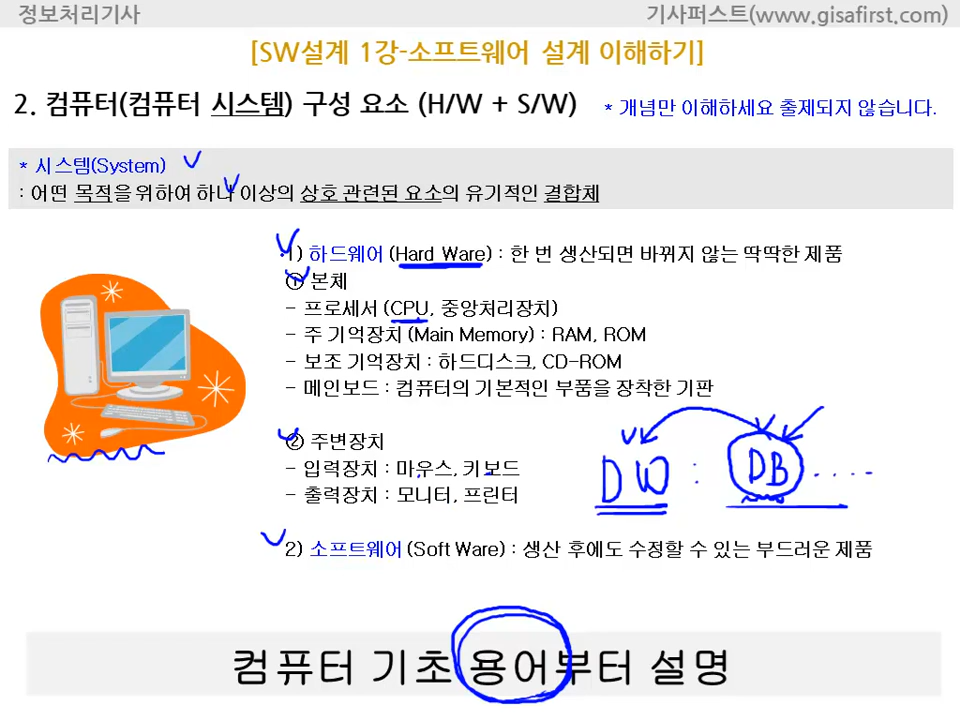 정보처리기사
기사퍼스트(www.gisafirst.com)
[SW설계 1강-소프트웨어 설계 이해하기]
2. 컴퓨터(컴퓨터 시스템) 구성 요소 (H/W + S/W)
* 개념만 이해하세요 출제되지 않습니다.
* 시스템(System)
: 어떤 목적을 위하여 하나 이상의 상호 관련된 요소의 유기적인 결합체
1) 하드웨어 (Hard Ware) : 한 번 생산되면 바뀌지 않는 딱딱한 제품
① 본체
- 프로세서 (CPU, 중앙처리장치)
- 주 기억장치 (Main Memory) : RAM, ROM
- 보조 기억장치 : 하드디스크, CD-ROM
- 메인보드 : 컴퓨터의 기본적인 부품을 장착한 기판
② 주변장치
- 입력장치 : 마우스, 키보드
- 출력장치 : 모니터, 프린터
DW : DB ....
2) 소프트웨어 (Soft Ware) : 생산 후에도 수정할 수 있는 부드러운 제품
컴퓨터 기초 용어부터 설명